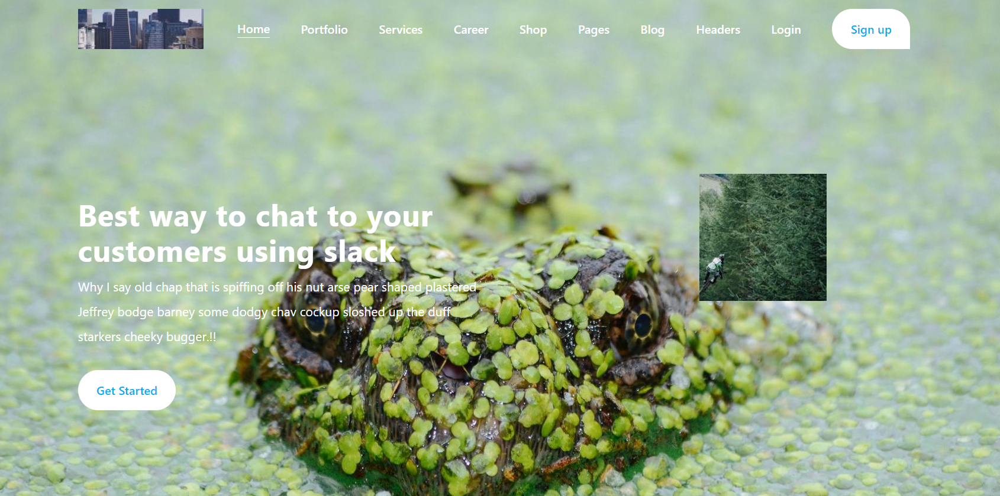 Home Portfolio Services Career Shop Pages Blog Headers Login Sign up
Best way to chat to your
customers using slack
Why I say old chap that is spiffing off his nut arse pear shaped plastered
Jeffrey bodge barney some dodgy chav cockup sloshed up the duff
starkers cheeky bugger.!!
Get Started